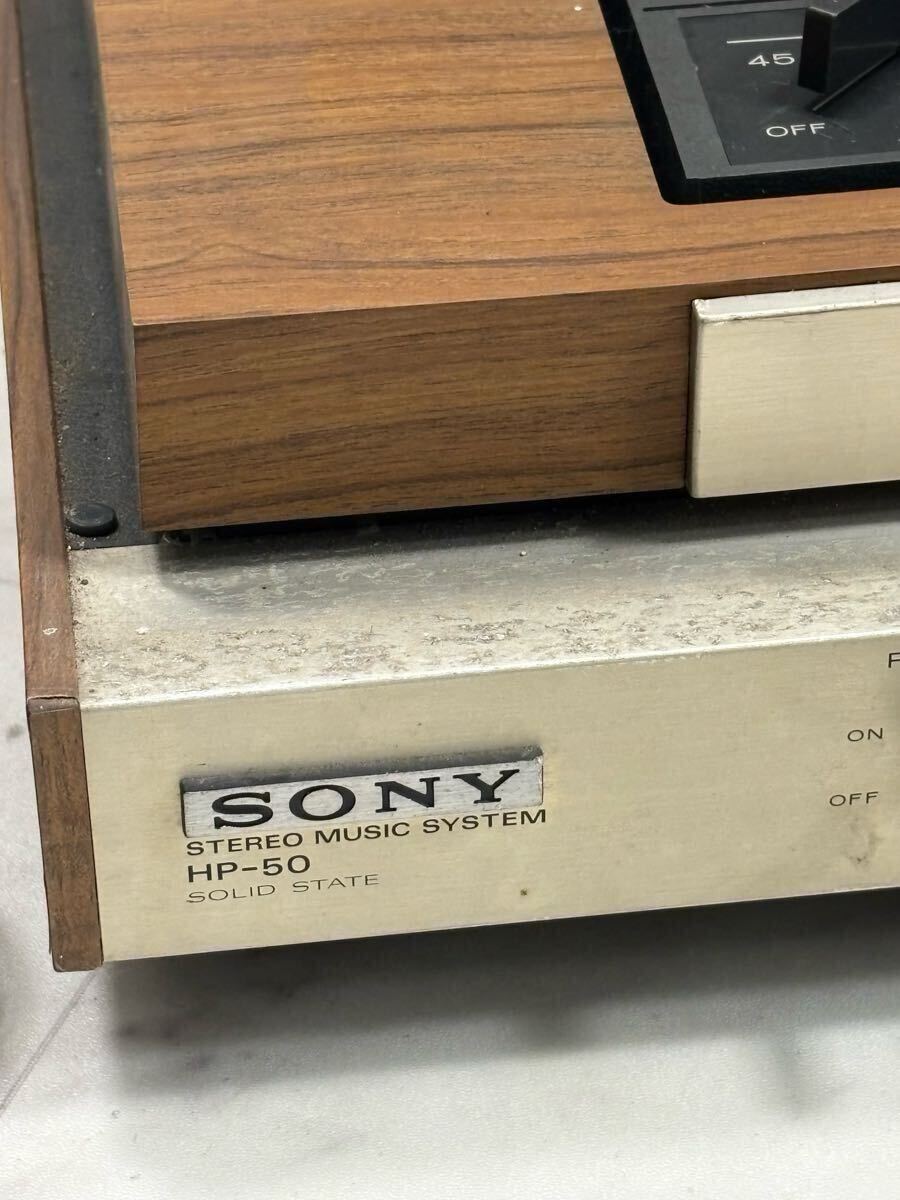 45
OFF
ON
OFF
SONY
STEREO MUSIC SYSTEM
HP-50
SOLID STATE